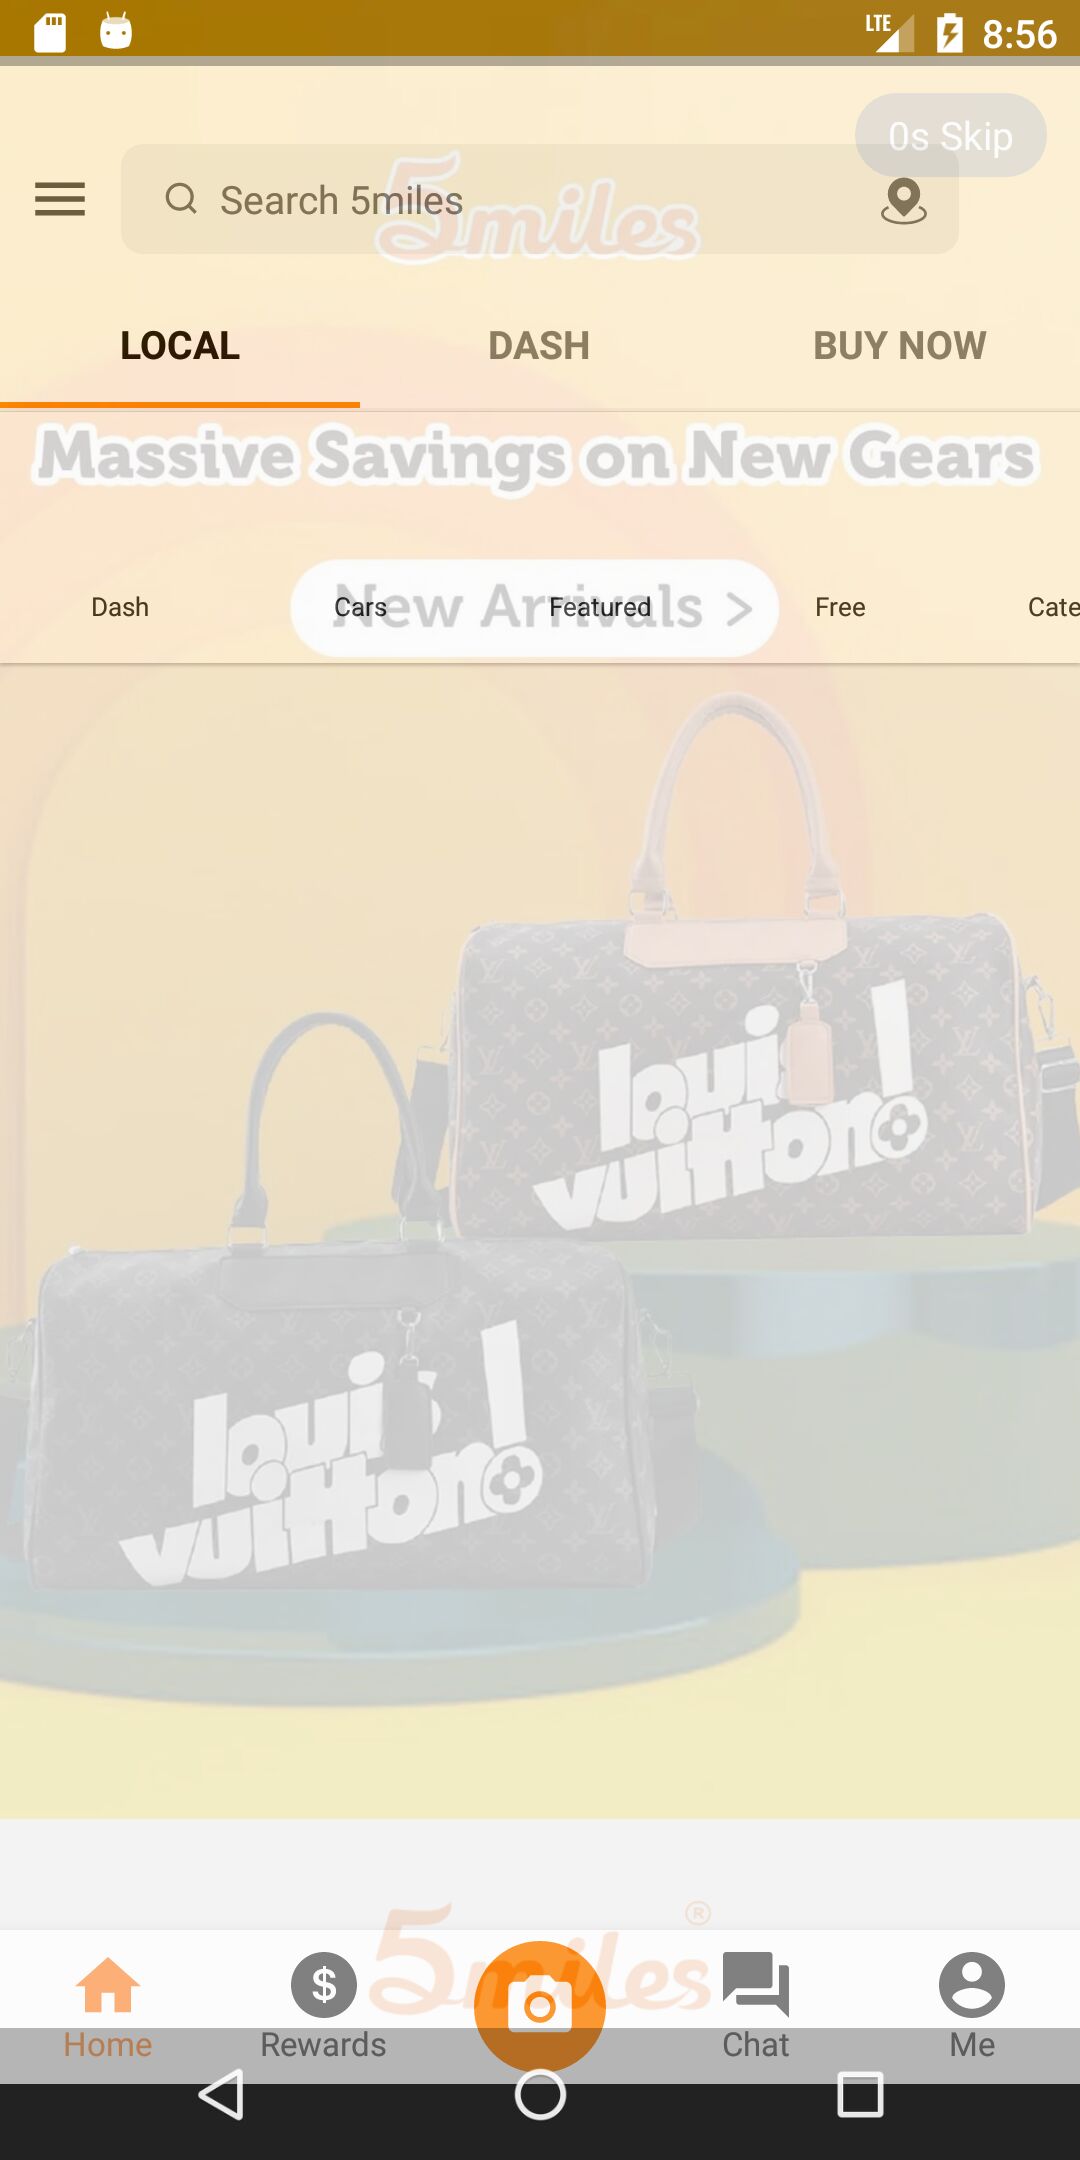 LTE 8:56
0s Skip
Search 5miles
5miles
LOCAL DASH BUY NOW
Massive Savings on New Gears
New Arrivals >
Dash Cars Featured Free Cate
louis!
vuitton
louis!
vuitton
5miles®
Home Rewards Chat Me